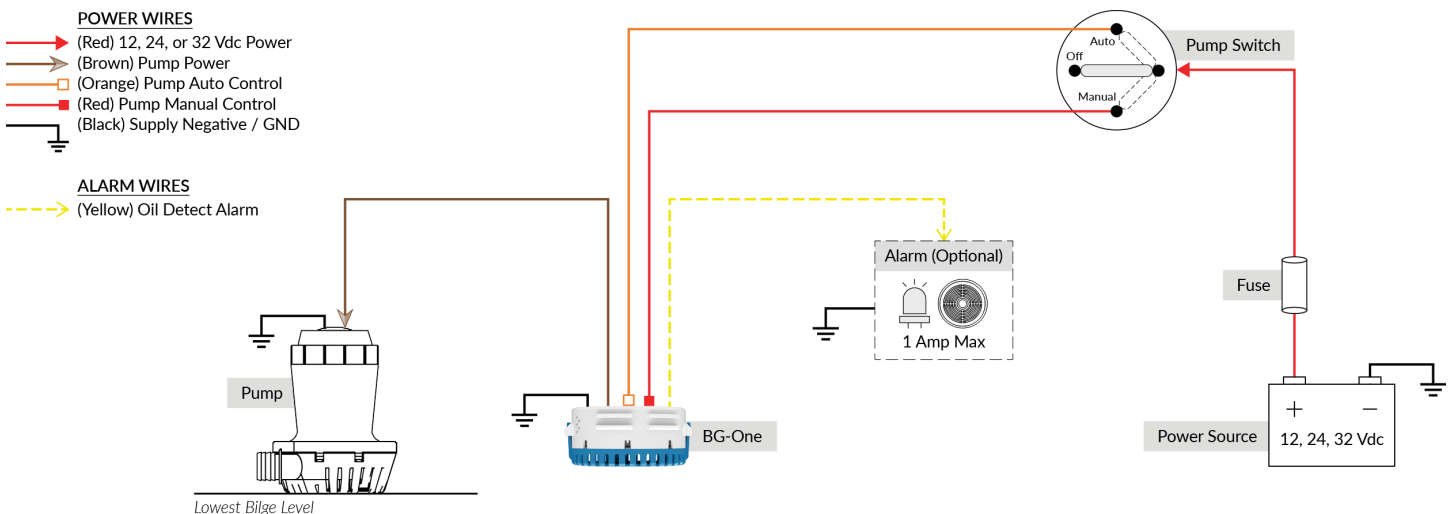 POWER WIRES
(Red) 12, 24, or 32 Vdc Power
(Brown) Pump Power
(Orange) Pump Auto Control
(Red) Pump Manual Control
(Black) Supply Negative / GND
ALARM WIRES
(Yellow) Oil Detect Alarm
Auto
Off
Manual
Pump Switch
Alarm (Optional)
1 Amp Max
Fuse
Pump
BG-One
Power Source
+ −
12, 24, 32 Vdc
Lowest Bilge Level